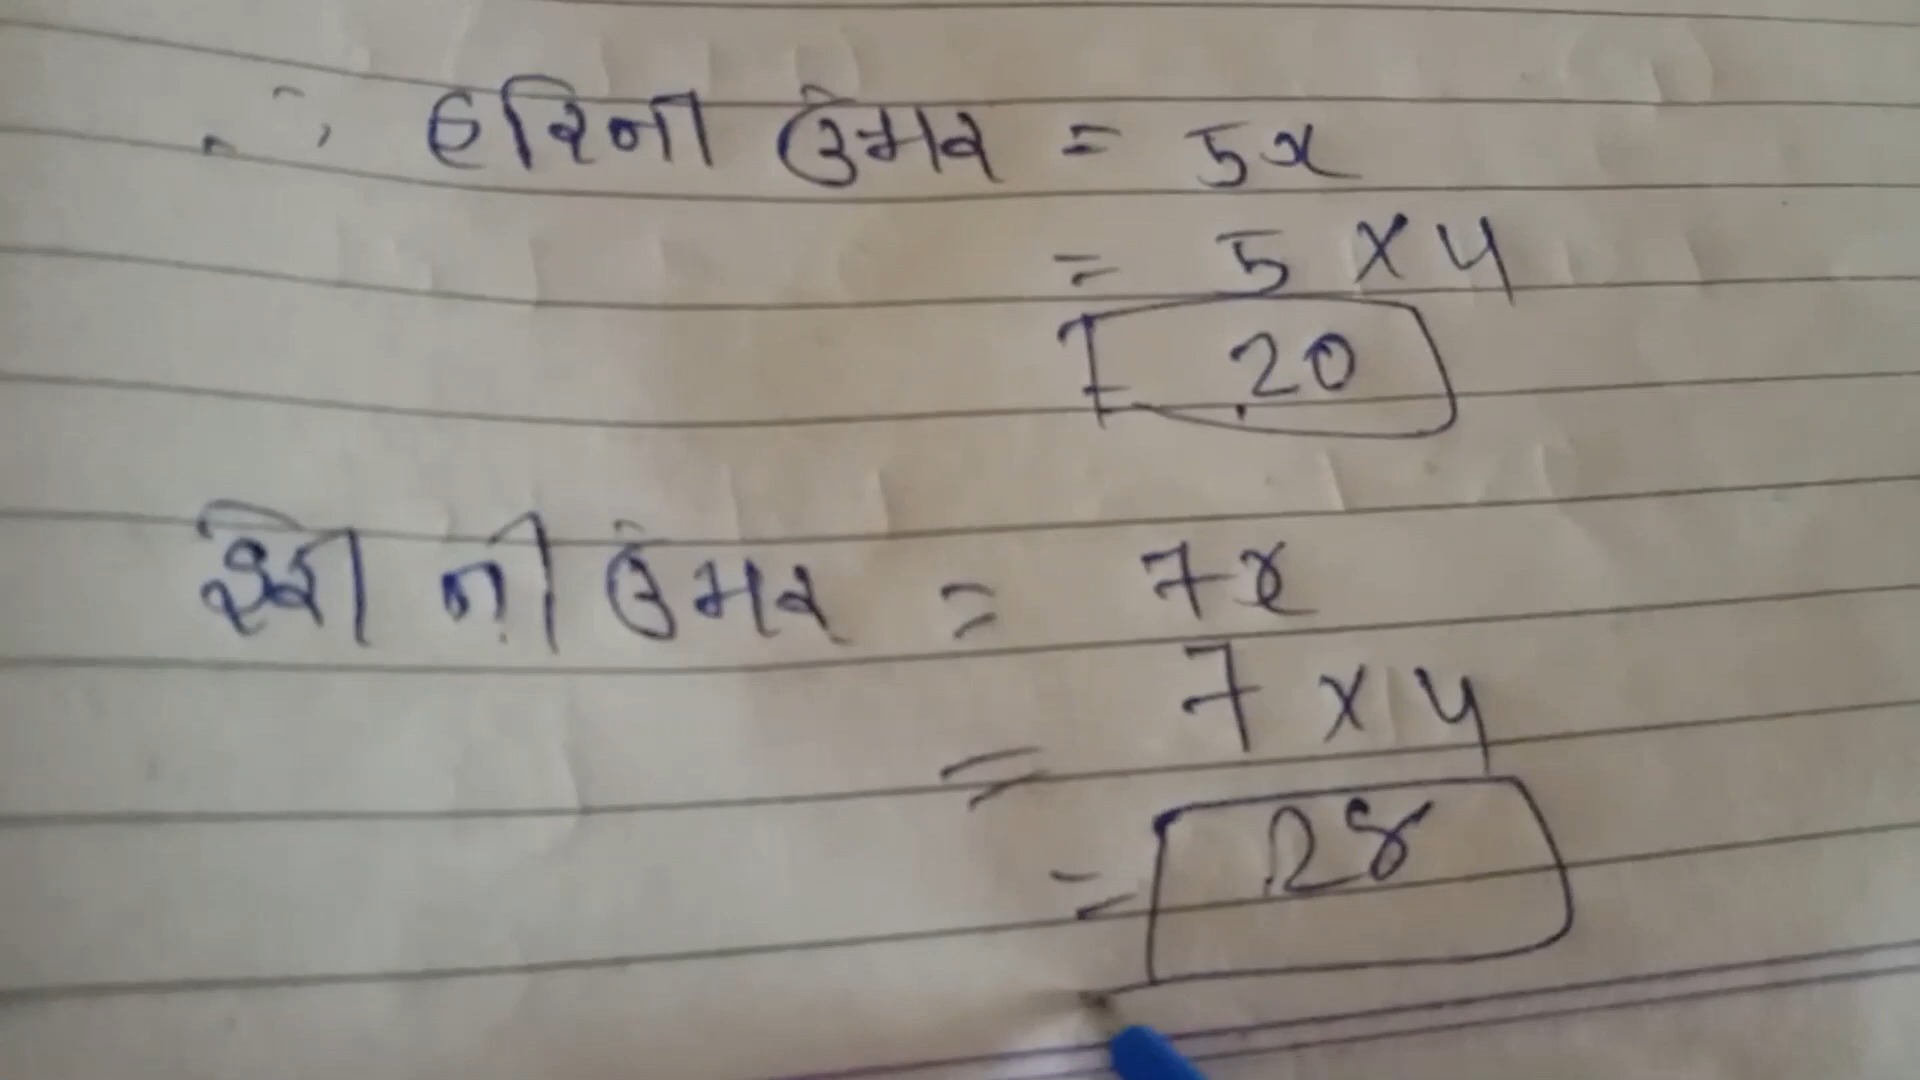 ∴ હરિની ઉંમર = 5x
= 5 x 4
= 20
હેરી ની ઉંમર = 7x
= 7 x 4
= 28